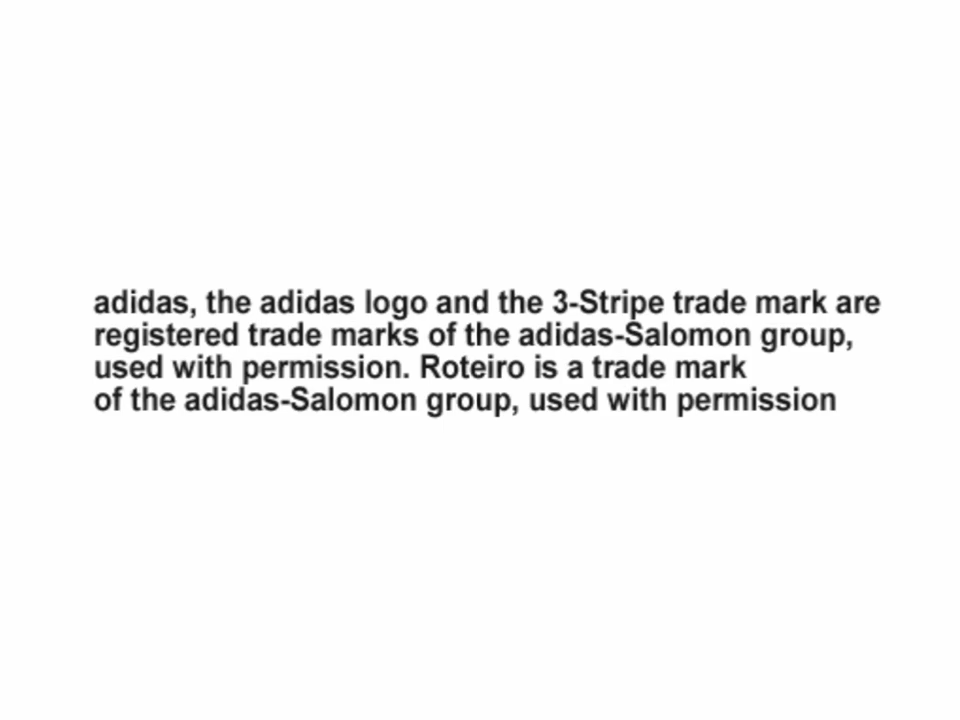 adidas, the adidas logo and the 3-Stripe trade mark are
registered trade marks of the adidas-Salomon group,
used with permission. Roteiro is a trade mark
of the adidas-Salomon group, used with permission